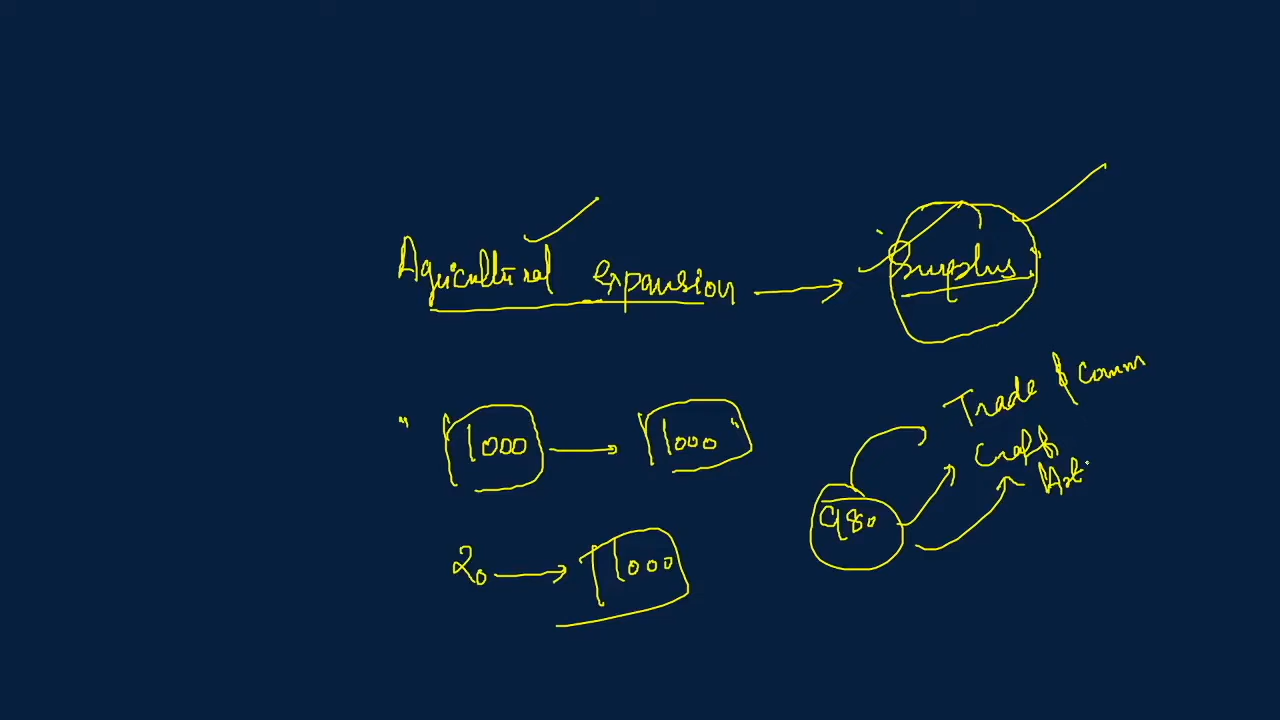 Agricultural expansion → Surplus
" 1000 → 1000 "
20 → 1000
980
Trade & Comm
Craft
Art